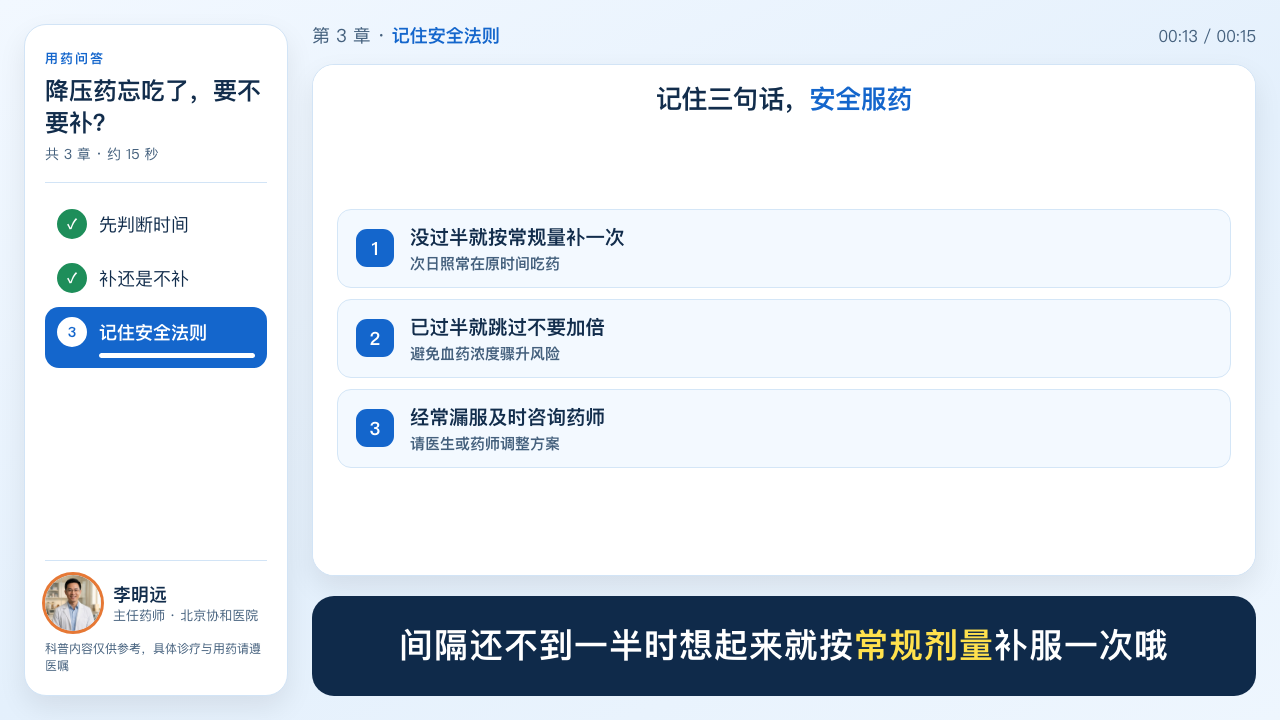 用药问答
降压药忘吃了，要不
要补?
共 3 章 · 约 15 秒
✓ 先判断时间
✓ 补还是不补
3 记住安全法则
李明远
主任药师 · 北京协和医院
科普内容仅供参考，具体诊疗与用药请遵
医嘱
第 3 章 · 记住安全法则
00:13 / 00:15
记住三句话，安全服药
1 没过半就按常规量补一次
次日照常在原时间吃药
2 已过半就跳过不要加倍
避免血药浓度骤升风险
3 经常漏服及时咨询药师
请医生或药师调整方案
间隔还不到一半时想起来就按常规剂量补服一次哦